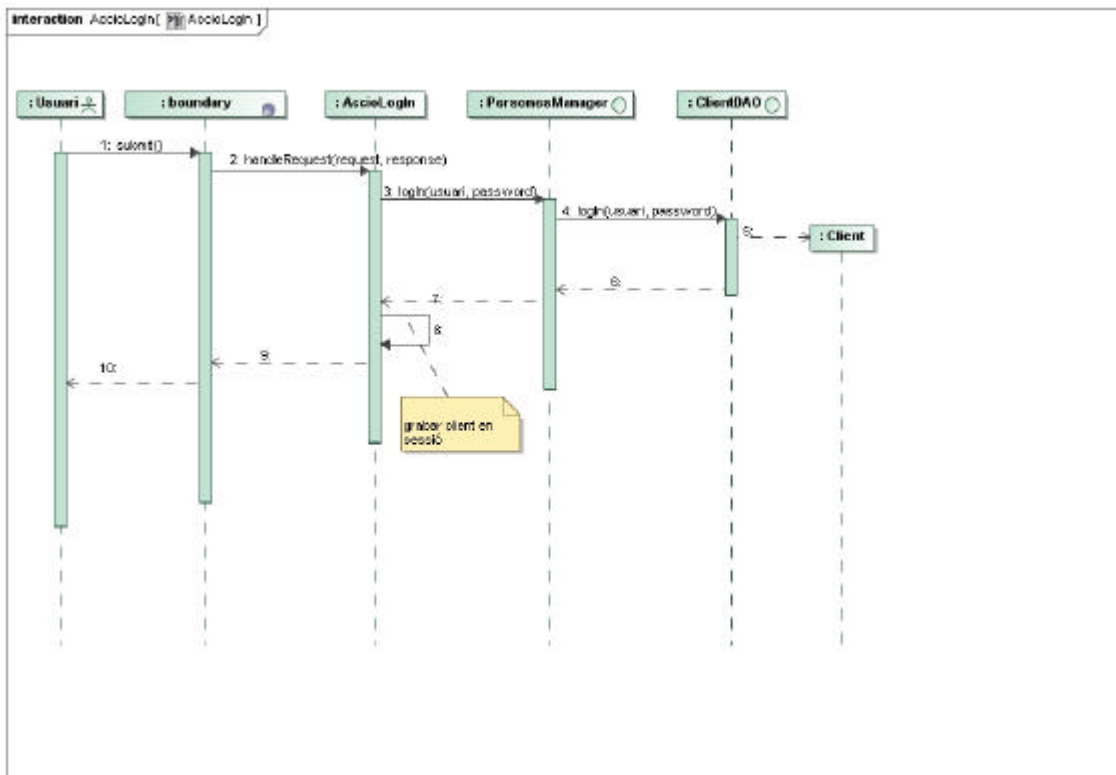 interaction AccioLogIn[ AccioLogIn ]
: Usuari
: boundary
: AccioLogIn
: PersonesManager
: ClientDAO
1: submit()
2: handleRequest(request, response)
3: logIn(usuari, password)
4: logIn(usuari, password)
5:
: Client
6:
7:
8:
9:
10:
grabar client en
sessió